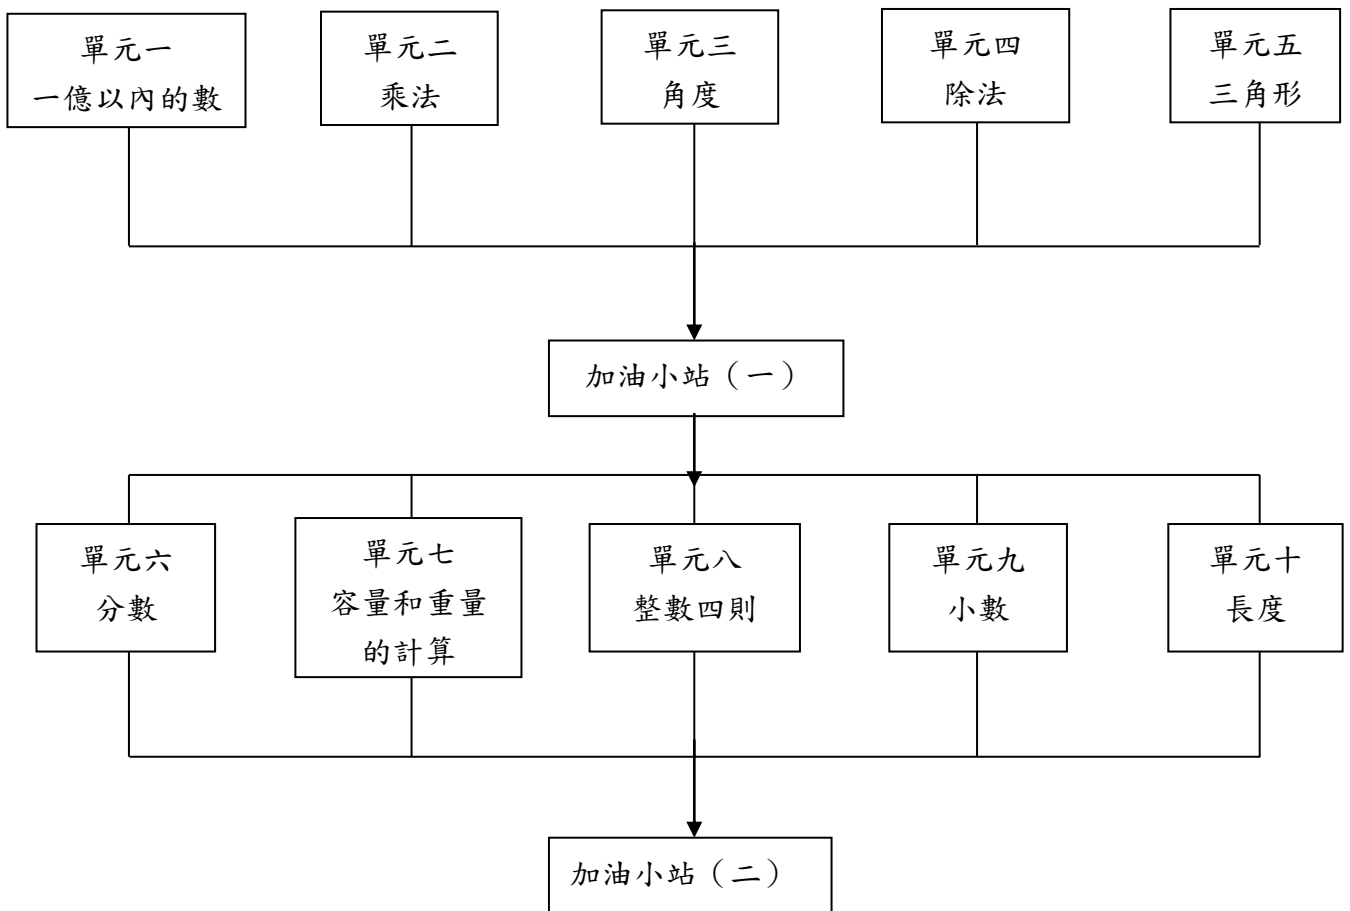 單元一
一億以內的數
單元二
乘法
單元三
角度
單元四
除法
單元五
三角形
加油小站（一）
單元六
分數
單元七
容量和重量
的計算
單元八
整數四則
單元九
小數
單元十
長度
加油小站（二）